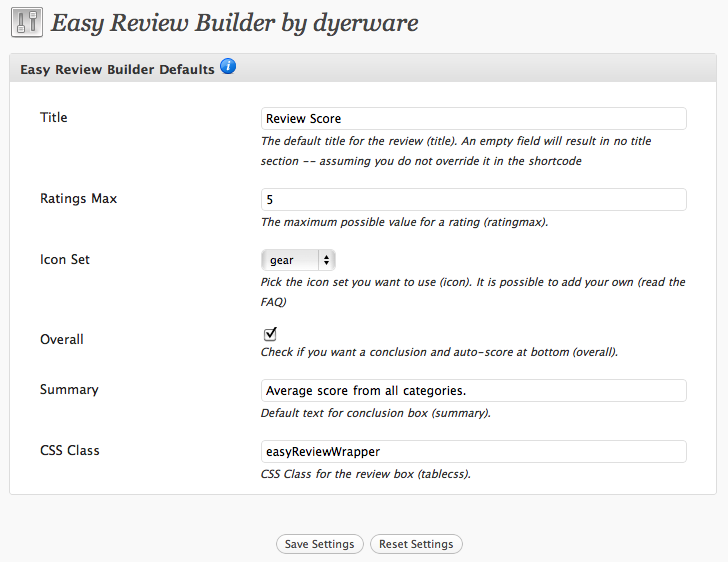 Easy Review Builder by dyerware
Easy Review Builder Defaults
Title
Review Score
The default title for the review (title). An empty field will result in no title
section -- assuming you do not override it in the shortcode
Ratings Max
5
The maximum possible value for a rating (ratingmax).
Icon Set
gear
Pick the icon set you want to use (icon). It is possible to add your own (read the
FAQ)
Overall
Check if you want a conclusion and auto-score at bottom (overall).
Summary
Average score from all categories.
Default text for conclusion box (summary).
CSS Class
easyReviewWrapper
CSS Class for the review box (tablecss).
Save Settings
Reset Settings